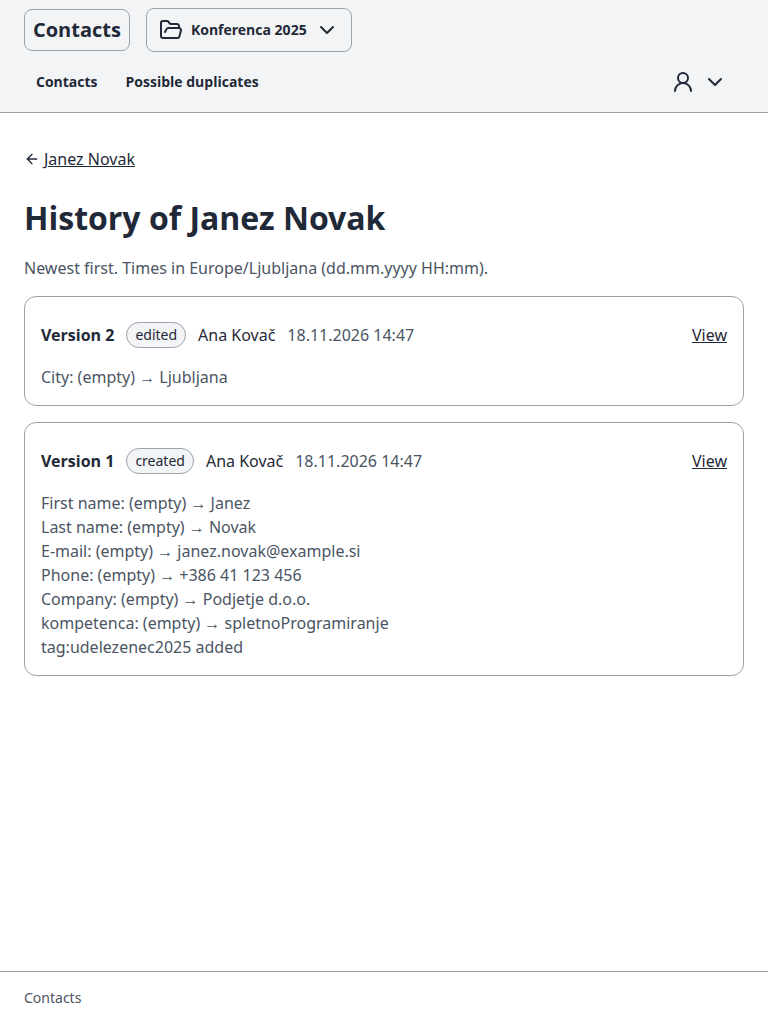 Contacts
Konferenca 2025
Contacts
Possible duplicates
← Janez Novak
History of Janez Novak
Newest first. Times in Europe/Ljubljana (dd.mm.yyyy HH:mm).
Version 2 edited Ana Kovač 18.11.2026 14:47 View
City: (empty) → Ljubljana
Version 1 created Ana Kovač 18.11.2026 14:47 View
First name: (empty) → Janez
Last name: (empty) → Novak
E-mail: (empty) → janez.novak@example.si
Phone: (empty) → +386 41 123 456
Company: (empty) → Podjetje d.o.o.
kompetenca: (empty) → spletnoProgramiranje
tag:udelezenec2025 added
Contacts